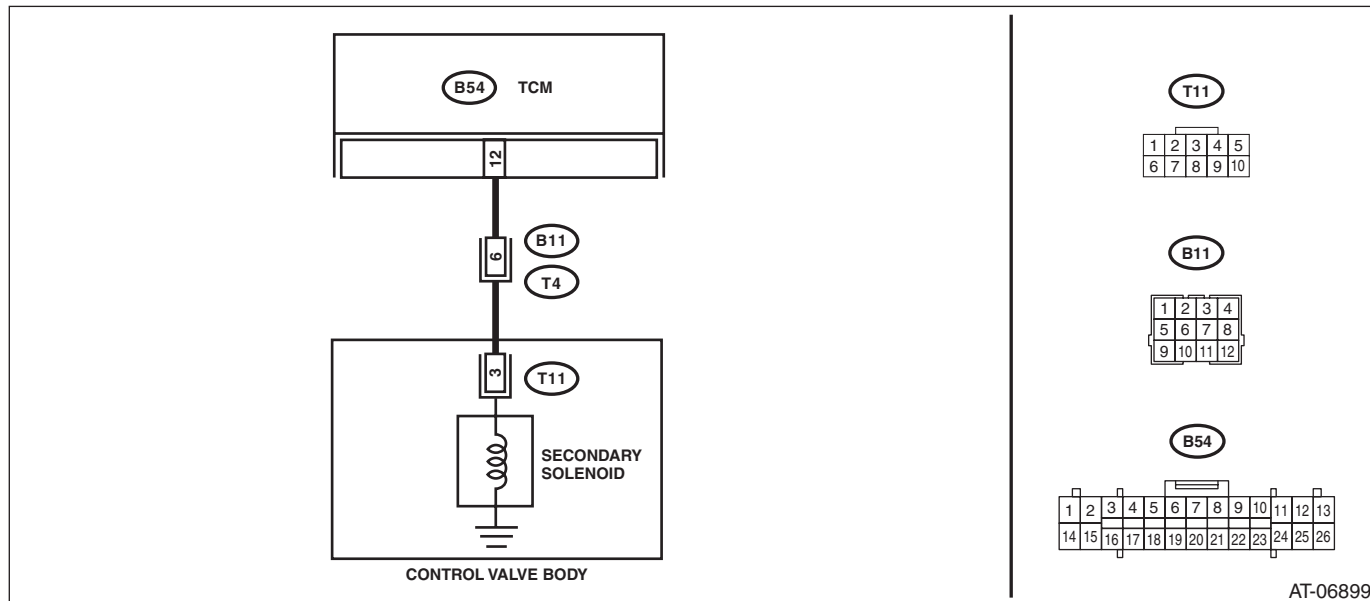 B54 TCM
12
6
B11
T4
3
T11
SECONDARY
SOLENOID
CONTROL VALVE BODY
T11
1 2 3 4 5
6 7 8 9 10
B11
1 2 3 4
5 6 7 8
9 10 11 12
B54
1 2 3 4 5 6 7 8 9 10 11 12 13
14 15 16 17 18 19 20 21 22 23 24 25 26
AT-06899